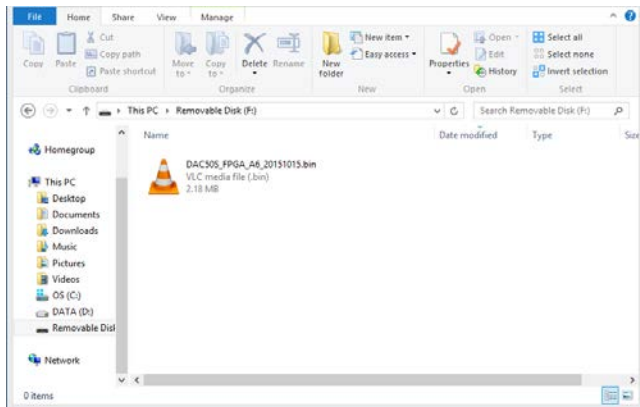 File Home Share View Manage
Copy
Paste
Cut
Copy path
Paste shortcut
Clipboard
Move to
Copy to
Delete
Rename
Organize
New folder
New item
Easy access
New
Properties
Open
Edit
History
Open
Select all
Select none
Invert selection
Select
This PC Removable Disk (F:)
Search Removable Disk (F:)
Name Date modified Type Size
Homegroup
This PC
Desktop
Documents
Downloads
Music
Pictures
Videos
OS (C:)
DATA (D:)
Removable Disk
Network
DAC50S_FPGA_A6_20151015.bin
VLC media file (.bin)
2.18 MB
0 items